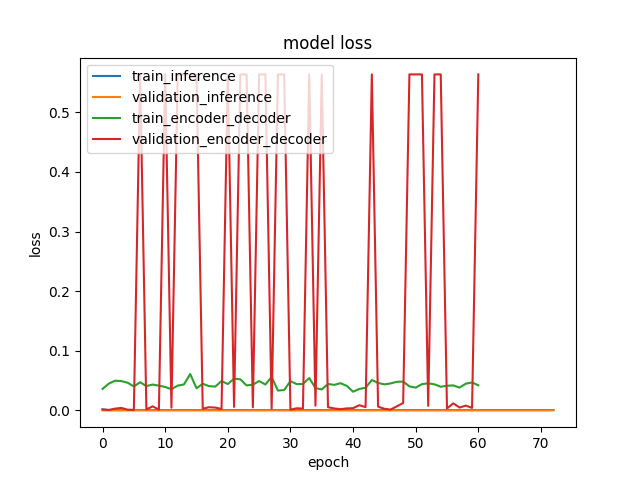 model loss
train_inference
validation_inference
train_encoder_decoder
validation_encoder_decoder
loss
0.5
0.4
0.3
0.2
0.1
0.0
0 10 20 30 40 50 60 70
epoch